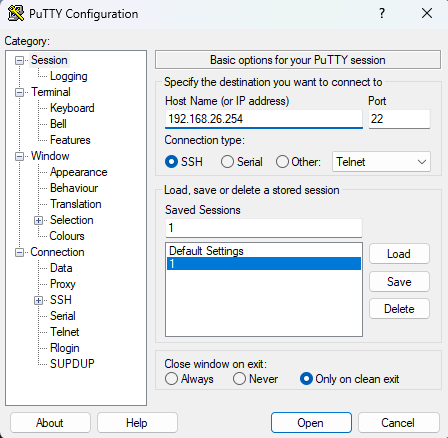 PuTTY Configuration
Category:
Session
Logging
Terminal
Keyboard
Bell
Features
Window
Appearance
Behaviour
Translation
Selection
Colours
Connection
Data
Proxy
SSH
Serial
Telnet
Rlogin
SUPDUP
Basic options for your PuTTY session
Specify the destination you want to connect to
Host Name (or IP address) Port
192.168.26.254 22
Connection type:
SSH Serial Other: Telnet
Load, save or delete a stored session
Saved Sessions
1
Default Settings
1
Load
Save
Delete
Close window on exit:
Always Never Only on clean exit
About Help Open Cancel